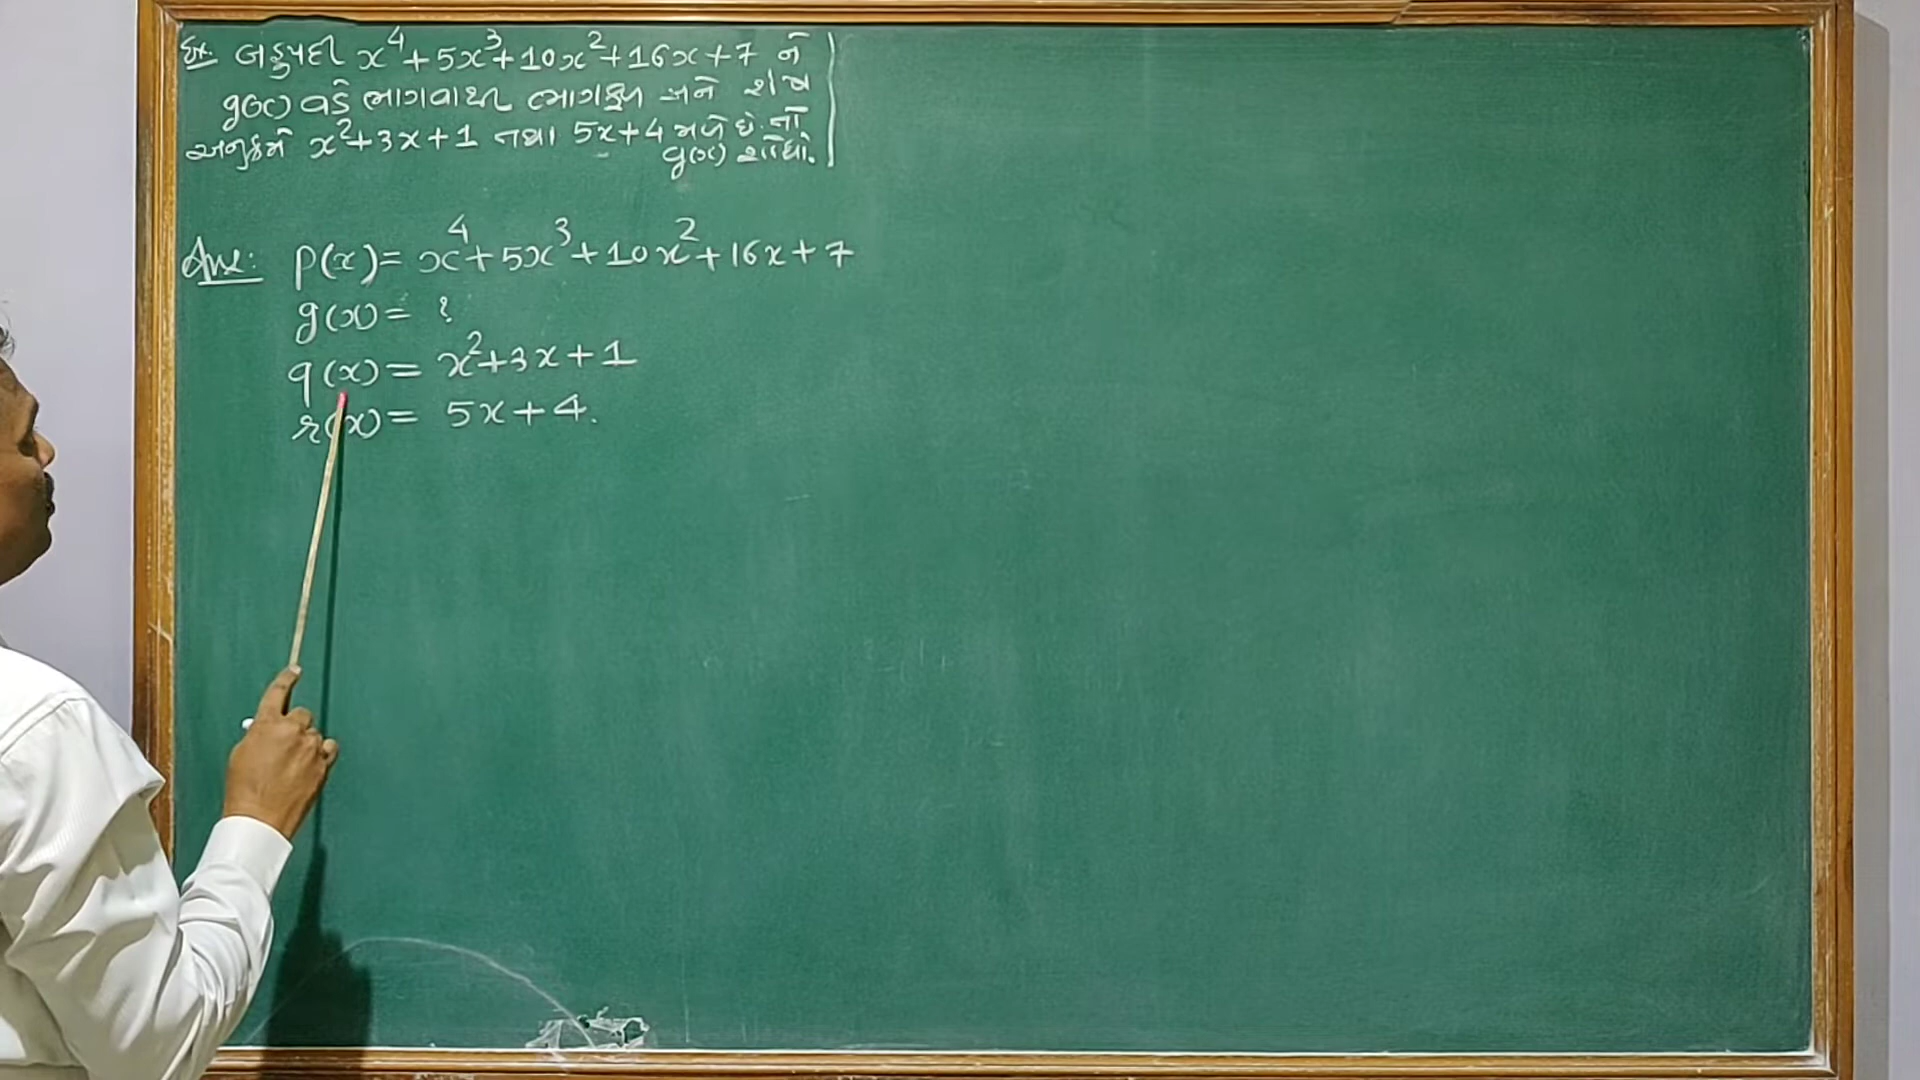 Ex. બહુપદી x⁴+5x³+10x²+16x+7 ને
g(x) વડે ભાગવાથી ભાગફળ અને શેષ
અનુક્રમે x²+3x+1 તથા 5x+4 મળે છે. તો
g(x) શોધો.
Ans: p(x)= x⁴+5x³+10x²+16x+7
g(x)= ?
q(x)= x²+3x+1
r(x)= 5x+4.